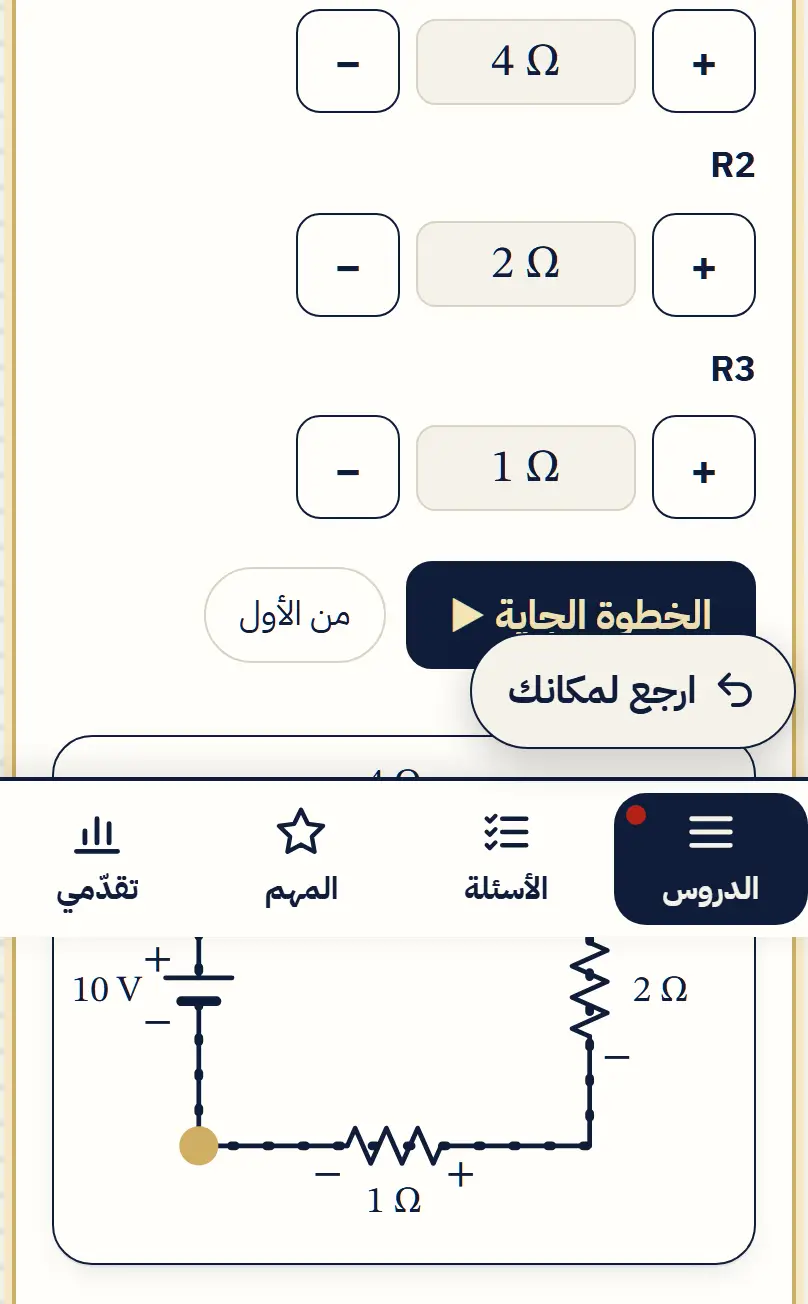 − 4 Ω +
R2
− 2 Ω +
R3
− 1 Ω +
الخطوة الجاية ▶
من الأول
ارجع لمكانك
4 Ω
الدروس
الأسئلة
المهم
تقدّمي
+
10 V
−
2 Ω
−
− +
1 Ω